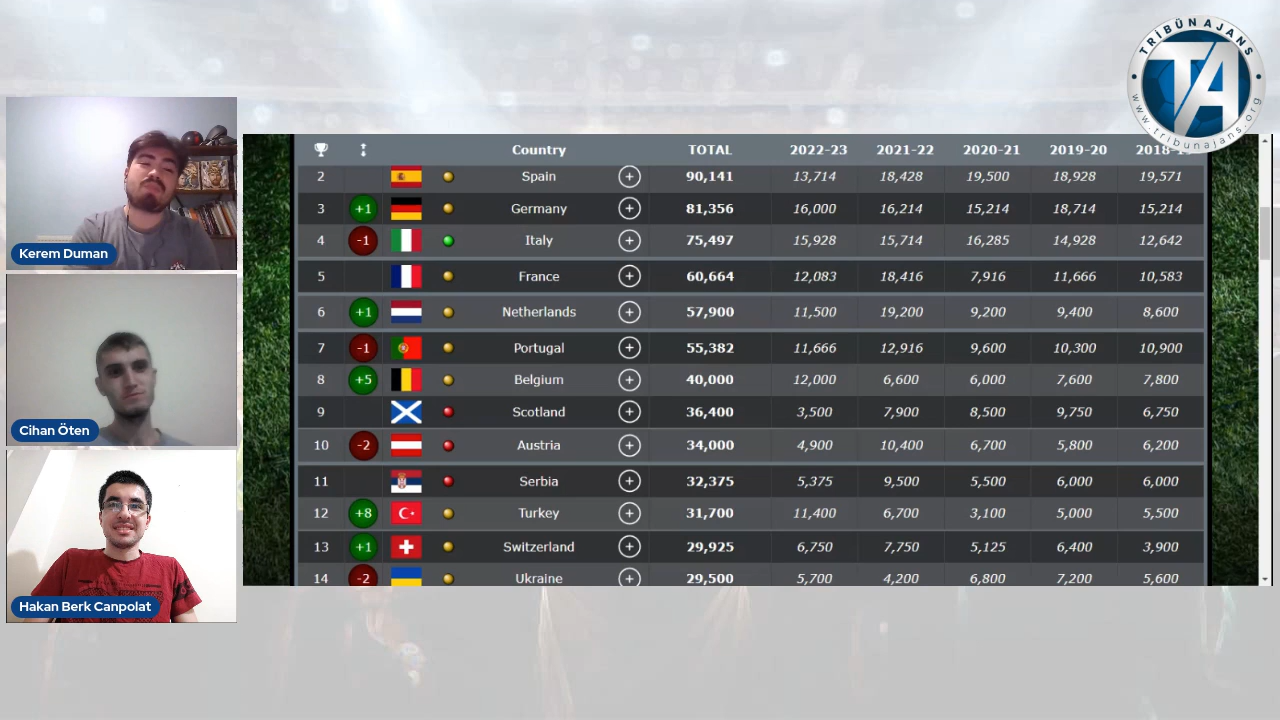 TRİBÜN AJANS
TA
www.tribunajans.org
Kerem Duman
Cihan Öten
Hakan Berk Canpolat
Country TOTAL 2022-23 2021-22 2020-21 2019-20
2 Spain + 90,141 13,714 18,428 19,500 18,928 19,571
3 +1 Germany + 81,356 16,000 16,214 15,214 18,714 15,214
4 -1 Italy + 75,497 15,928 15,714 16,285 14,928 12,642
5 France + 60,664 12,083 18,416 7,916 11,666 10,583
6 +1 Netherlands + 57,900 11,500 19,200 9,200 9,400 8,600
7 -1 Portugal + 55,382 11,666 12,916 9,600 10,300 10,900
8 +5 Belgium + 40,000 12,000 6,600 6,000 7,600 7,800
9 Scotland + 36,400 3,500 7,900 8,500 9,750 6,750
10 -2 Austria + 34,000 4,900 10,400 6,700 5,800 6,200
11 Serbia + 32,375 5,375 9,500 5,500 6,000 6,000
12 +8 Turkey + 31,700 11,400 6,700 3,100 5,000 5,500
13 +1 Switzerland + 29,925 6,750 7,750 5,125 6,400 3,900
14 -2 Ukraine + 29,500 5,700 4,200 6,800 7,200 5,600